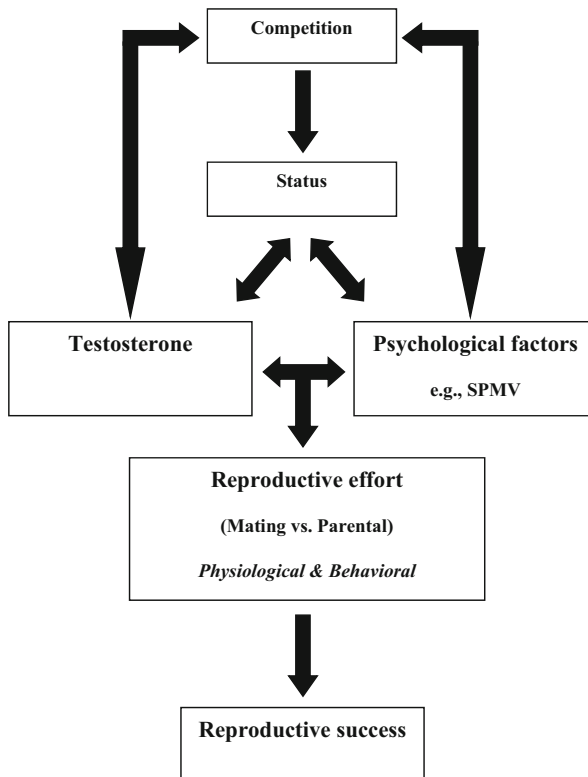 Competition
Status
Testosterone
Psychological factors
e.g., SPMV
Reproductive effort
(Mating vs. Parental)
Physiological & Behavioral
Reproductive success